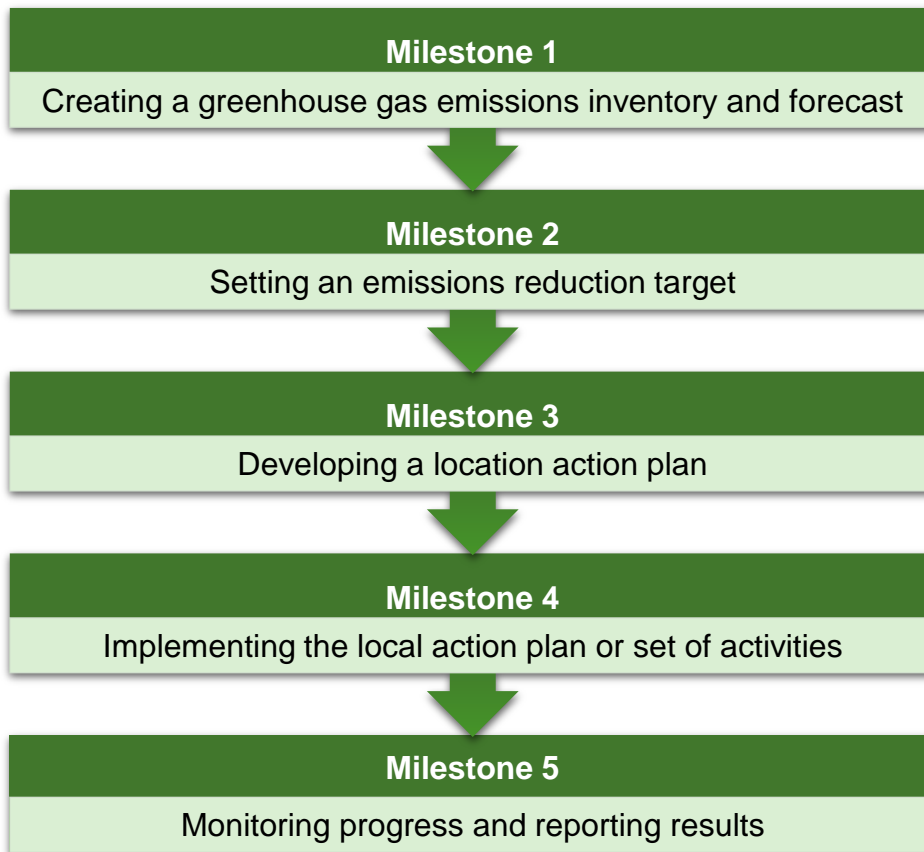 Milestone 1
Creating a greenhouse gas emissions inventory and forecast
Milestone 2
Setting an emissions reduction target
Milestone 3
Developing a location action plan
Milestone 4
Implementing the local action plan or set of activities
Milestone 5
Monitoring progress and reporting results